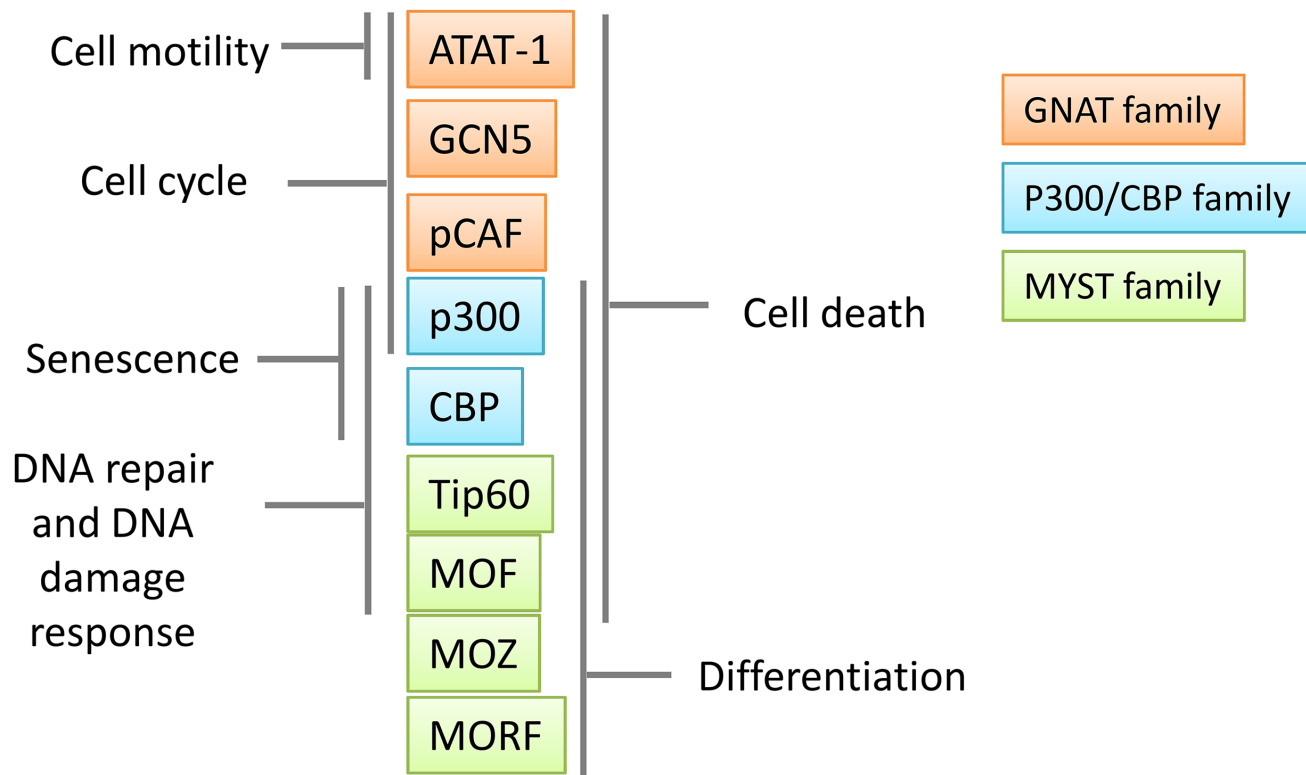 Cell motility
Cell cycle
Senescence
DNA repair
and DNA
damage
response
ATAT-1
GCN5
pCAF
p300
CBP
Tip60
MOF
MOZ
MORF
Cell death
Differentiation
GNAT family
P300/CBP family
MYST family